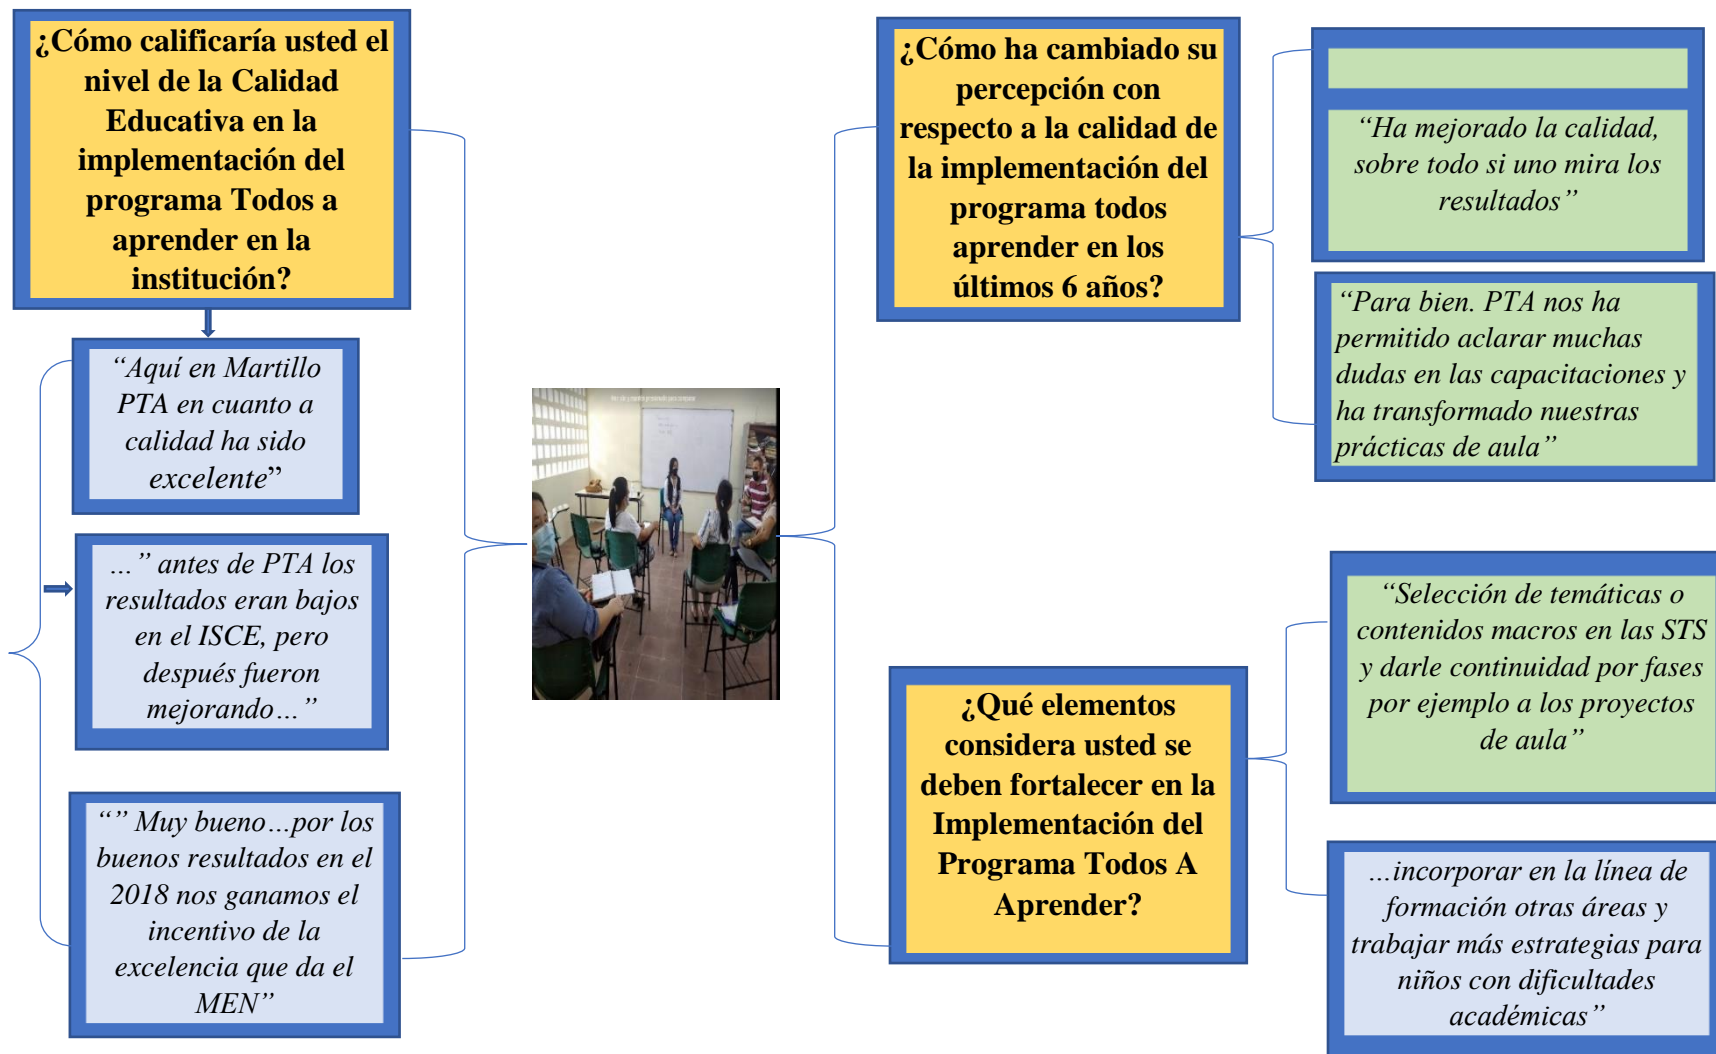 ¿Cómo calificaría usted el
nivel de la Calidad
Educativa en la
implementación del
programa Todos a
aprender en la
institución?
“Aquí en Martillo
PTA en cuanto a
calidad ha sido
excelente”
…” antes de PTA los
resultados eran bajos
en el ISCE, pero
después fueron
mejorando…”
“” Muy bueno…por los
buenos resultados en el
2018 nos ganamos el
incentivo de la
excelencia que da el
MEN”
¿Cómo ha cambiado su
percepción con
respecto a la calidad de
la implementación del
programa todos
aprender en los
últimos 6 años?
“Ha mejorado la calidad,
sobre todo si uno mira los
resultados”
“Para bien. PTA nos ha
permitido aclarar muchas
dudas en las capacitaciones y
ha transformado nuestras
prácticas de aula”
¿Qué elementos
considera usted se
deben fortalecer en la
Implementación del
Programa Todos A
Aprender?
“Selección de temáticas o
contenidos macros en las STS
y darle continuidad por fases
por ejemplo a los proyectos
de aula”
…incorporar en la línea de
formación otras áreas y
trabajar más estrategias para
niños con dificultades
académicas”